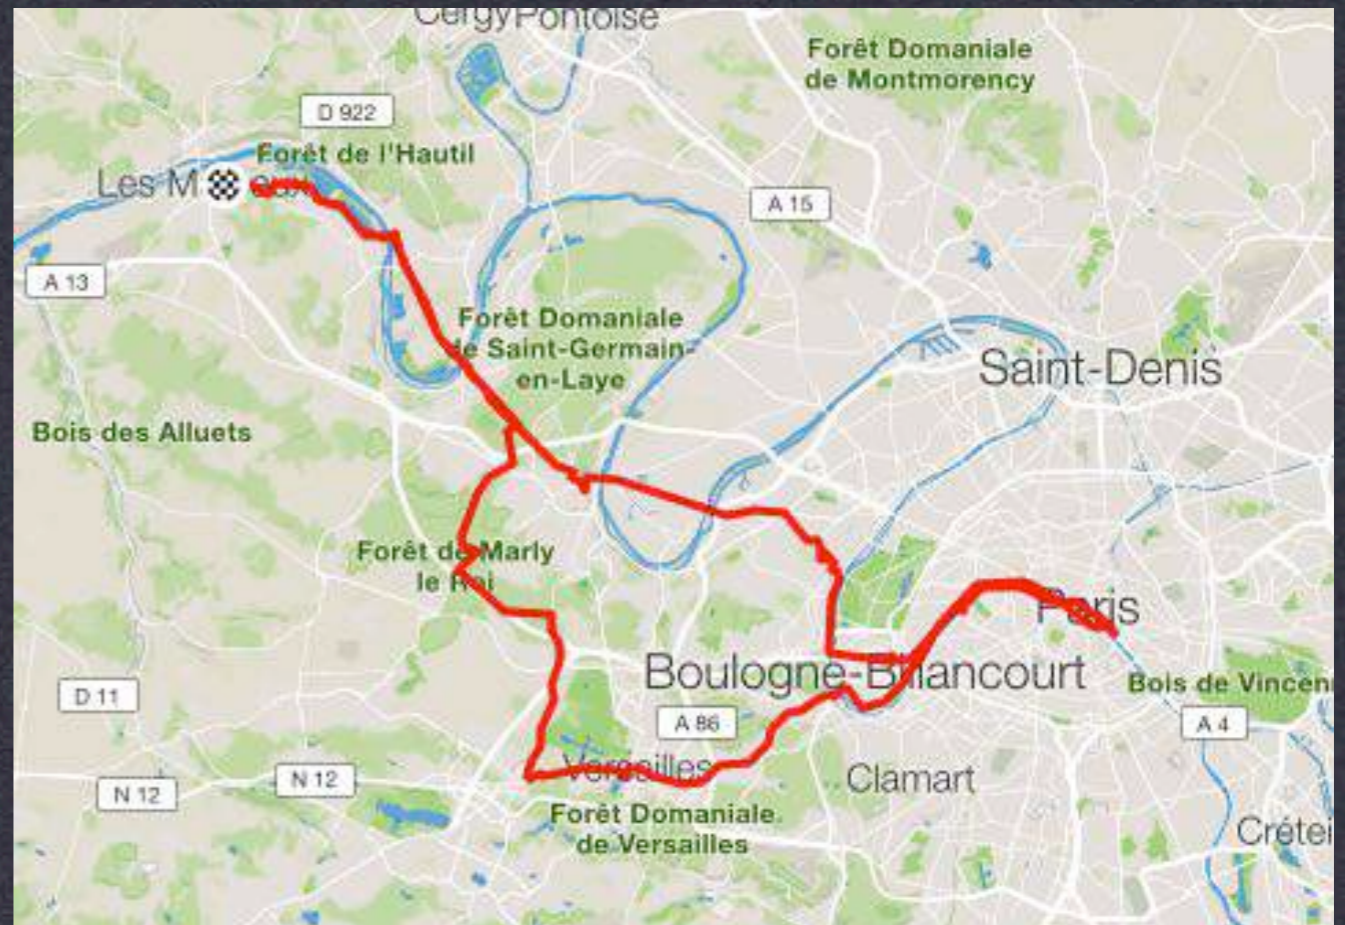 CergyPontoise
Forêt Domaniale
de Montmorency
D 922
Forêt de l'Hautil
Les M
A 15
A 13
Forêt Domaniale
de Saint-Germain-
en-Laye
Saint-Denis
Bois des Alluets
Forêt de Marly
le Roi
Paris
Boulogne-Billancourt
Bois de Vincenn
D 11
A 86
A 4
Versailles
N 12
N 12
Clamart
Forêt Domaniale
de Versailles
Crétei